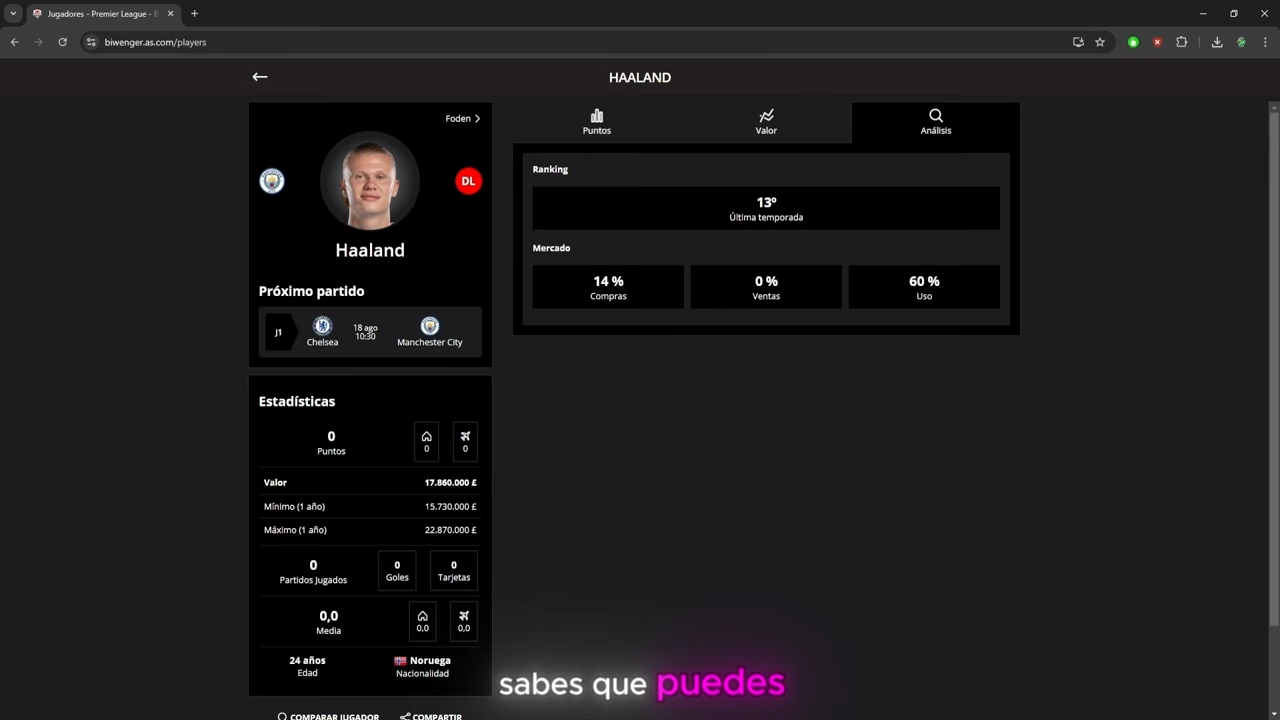 Jugadores - Premier League - B
biwenger.as.com/players
HAALAND
Foden
DL
Haaland
Próximo partido
J1
Chelsea
18 ago
10:30
Manchester City
Estadísticas
0
Puntos
0
0
Valor
17.860.000 £
Mínimo (1 año)
15.730.000 £
Máximo (1 año)
22.870.000 £
0
Partidos Jugados
0
Goles
0
Tarjetas
0,0
Media
0,0
0,0
24 años
Edad
Noruega
Nacionalidad
COMPARAR JUGADOR
COMPARTIR
Puntos
Valor
Análisis
Ranking
13º
Última temporada
Mercado
14 %
Compras
0 %
Ventas
60 %
Uso
sabes que puedes